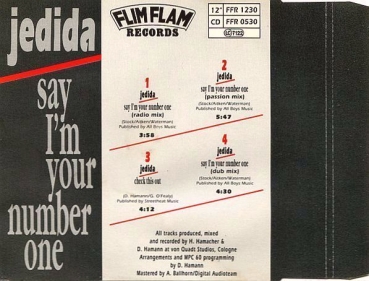 jedida
say
I'm
your
number
one
FLIM FLAM
RECORDS
12" FFR 1230
CD FFR 0530
LC 7122
1
jedida
say I'm your number one
(radio mix)
(Stock/Aitken/Waterman)
Published by All Boys Music
3:58
2
jedida
say I'm your number one
(passion mix)
(Stock/Aitken/Waterman)
Published by All Boys Music
5:47
3
jedida
check this out
Published by Streetheat Music
4:12
4
jedida
say I'm your number one
(dub mix)
(Stock/Aitken/Waterman)
Published by All Boys Music
4:30
All tracks produced, mixed
and recorded by H. Hamacher &
D. Hamann at von Quadt Studios, Cologne
Arrangements and MPC 60 programming
by D. Hamann
Mastered by A. Ballhorn/Digital Audioteam